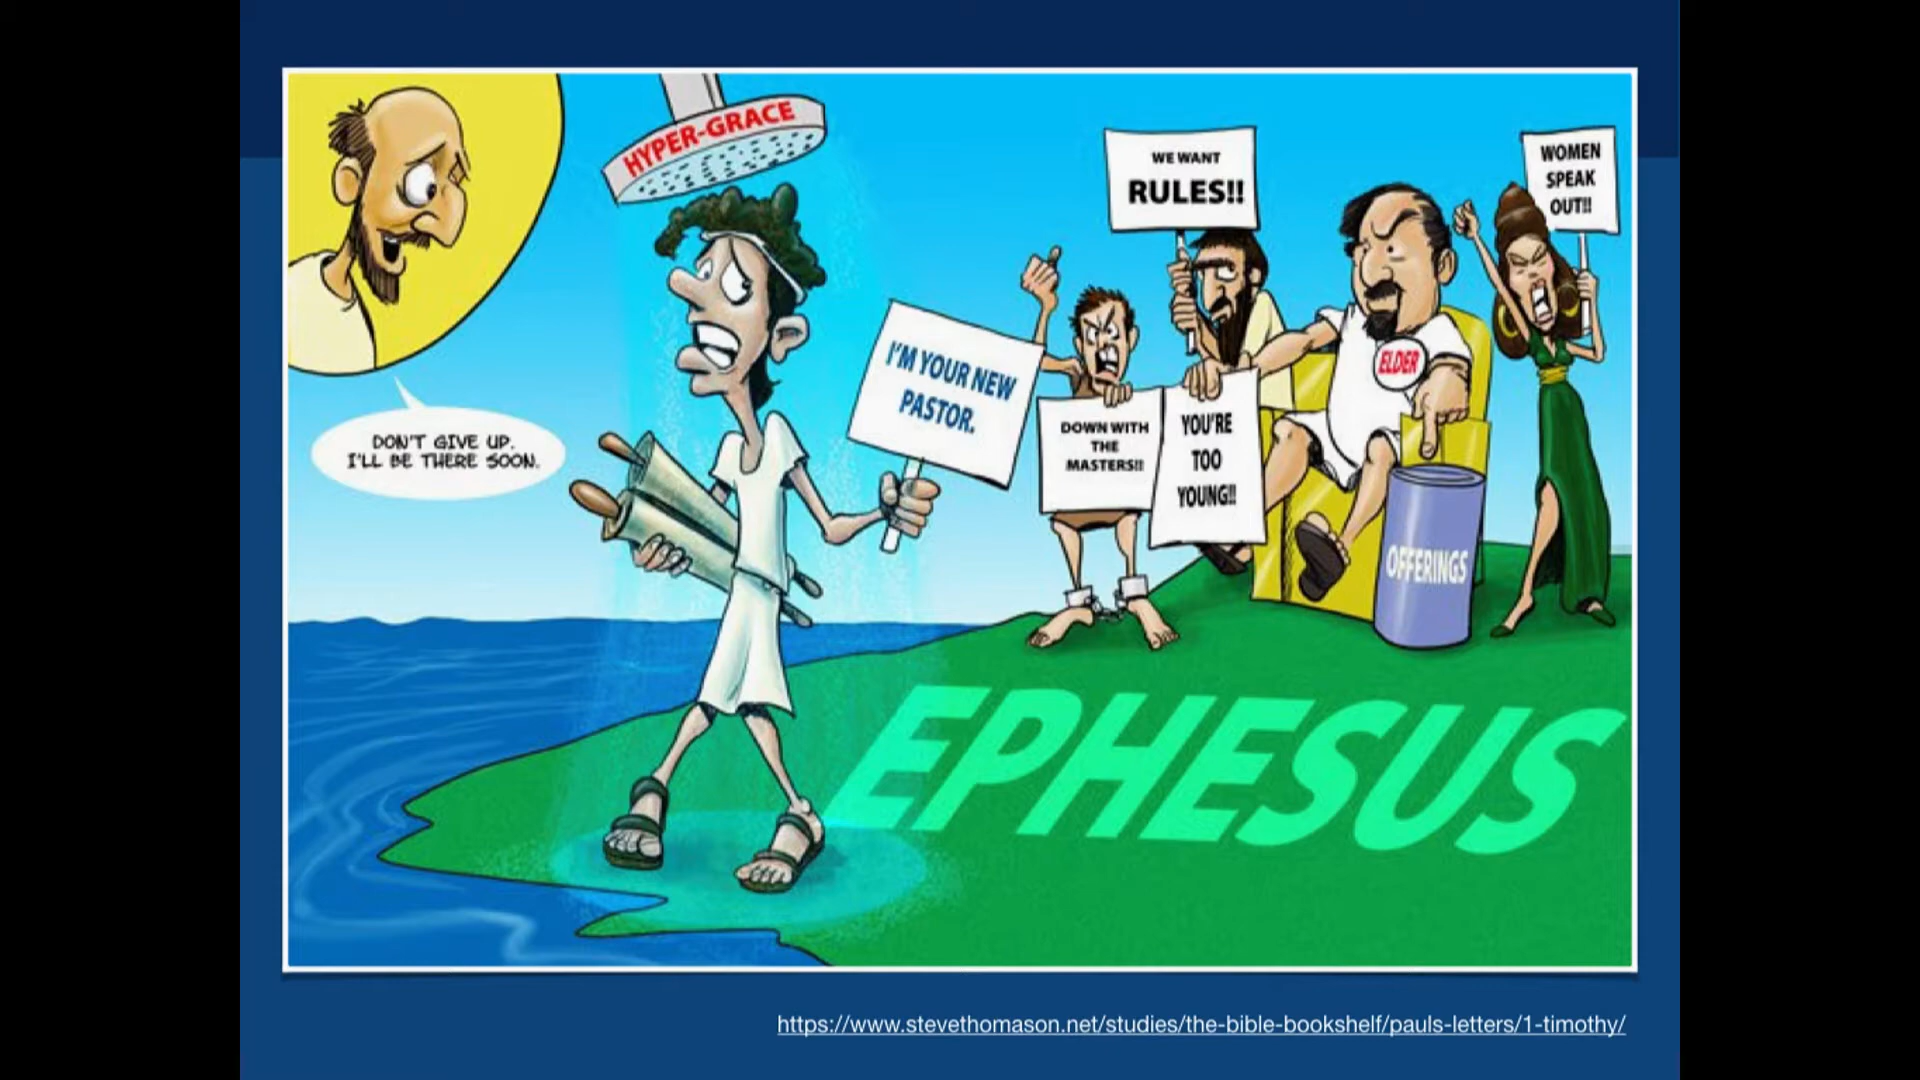 HYPER-GRACE
DON'T GIVE UP.
I'LL BE THERE SOON.
I'M YOUR NEW
PASTOR.
WE WANT
RULES!!
DOWN WITH
THE
MASTERS!!
YOU'RE
TOO
YOUNG!!
ELDER
OFFERINGS
WOMEN
SPEAK
OUT!!
EPHESUS
https://www.stevethomason.net/studies/the-bible-bookshelf/pauls-letters/1-timothy/